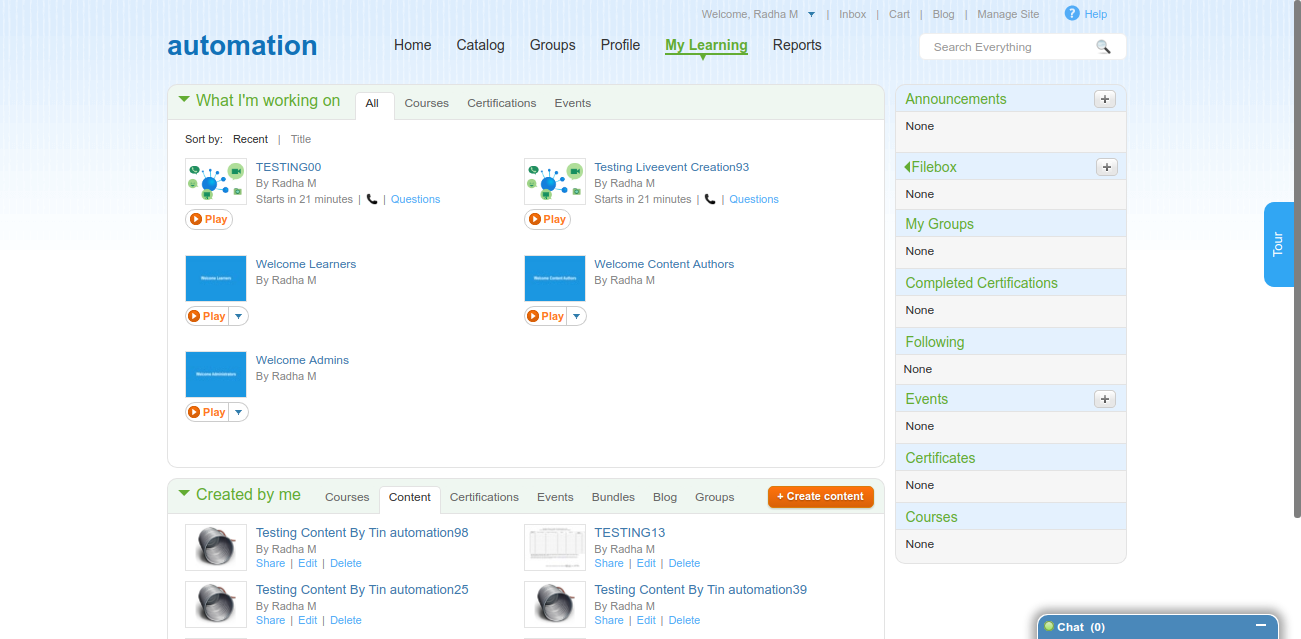 Welcome, Radha M | Inbox | Cart | Blog | Manage Site ? Help
automation
Home Catalog Groups Profile My Learning Reports
Search Everything
What I'm working on All Courses Certifications Events
Sort by: Recent | Title
TESTING00
By Radha M
Starts in 21 minutes | | Questions
Play
Testing Liveevent Creation93
By Radha M
Starts in 21 minutes | | Questions
Play
Welcome Learners
Welcome Learners
By Radha M
Play
Welcome Content Authors
Welcome Content Authors
By Radha M
Play
Welcome Administrators
Welcome Admins
By Radha M
Play
Created by me Courses Content Certifications Events Bundles Blog Groups + Create content
Testing Content By Tin automation98
By Radha M
Share | Edit | Delete
TESTING13
By Radha M
Share | Edit | Delete
Testing Content By Tin automation25
By Radha M
Share | Edit | Delete
Testing Content By Tin automation39
By Radha M
Share | Edit | Delete
Announcements +
None
Filebox +
None
My Groups
None
Completed Certifications
None
Following
None
Events +
None
Certificates
None
Courses
None
Tour
Chat (0)